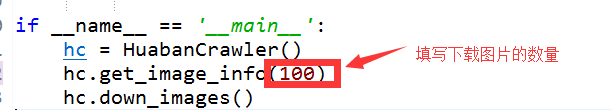 if __name__ == '__main__':
hc = HuabanCrawler()
hc.get_image_info(100)
填写下载图片的数量
hc.down_images()